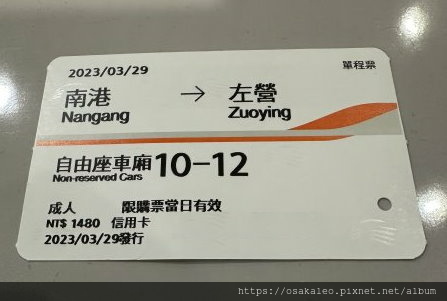 2023/03/29 單程票
南港 → 左營
Nangang Zuoying
自由座車廂 10-12
Non-reserved Cars
成人 限購票當日有效
NT$ 1480 信用卡
2023/03/29發行
https://osakaleo.pixnet.net/album